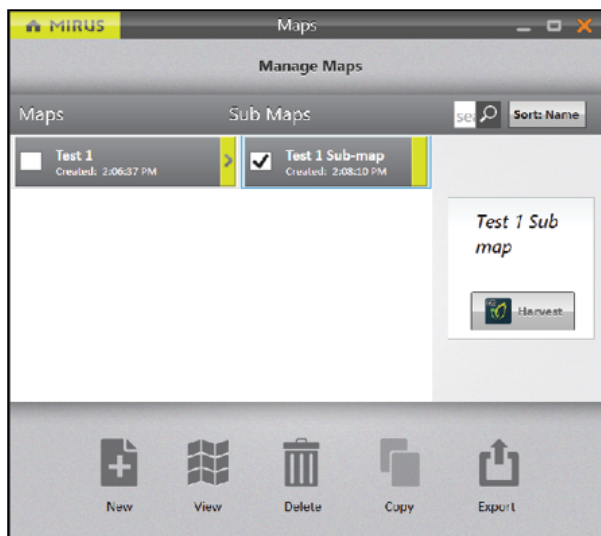 MIRUS
Maps
Manage Maps
Maps
Sub Maps
Sort: Name
Test 1
Created: 2:06:37 PM
Test 1 Sub-map
Created: 2:08:10 PM
Test 1 Sub
map
Harvest
New
View
Delete
Copy
Export